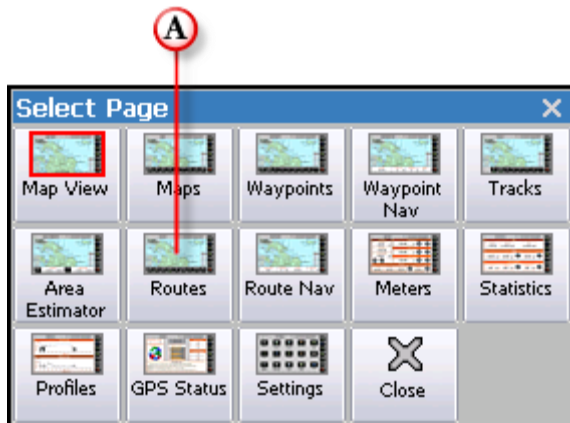 A
Select Page
Map View
Maps
Waypoints
Waypoint
Nav
Tracks
Area
Estimator
Routes
Route Nav
Meters
Statistics
Profiles
GPS Status
Settings
Close